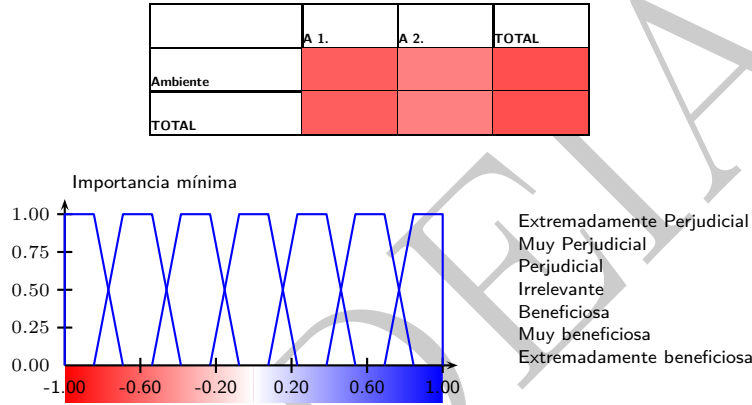 A 1. A 2. TOTAL
Ambiente
TOTAL
Importancia mínima
1.00
0.75
0.50
0.25
0.00
-1.00 -0.60 -0.20 0.20 0.60 1.00
Extremadamente Perjudicial
Muy Perjudicial
Perjudicial
Irrelevante
Beneficiosa
Muy beneficiosa
Extremadamente beneficiosa